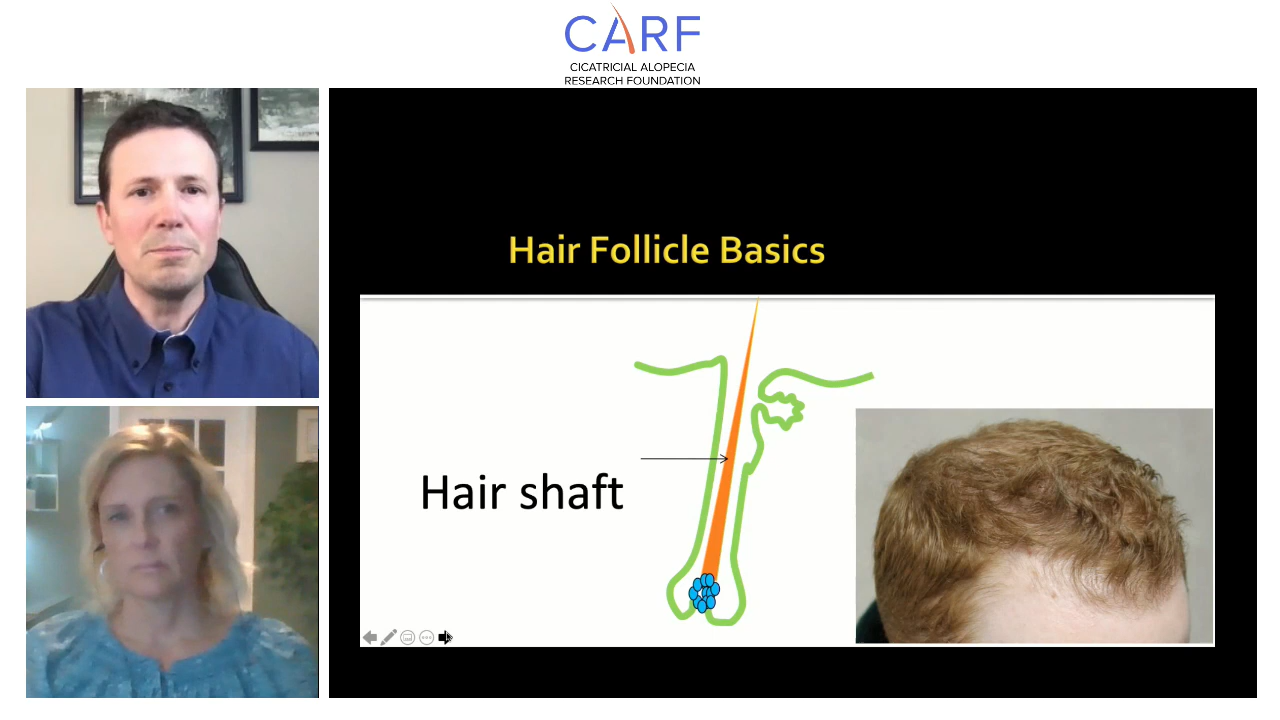 CARF
CICATRICIAL ALOPECIA
RESEARCH FOUNDATION
Hair Follicle Basics
Hair shaft